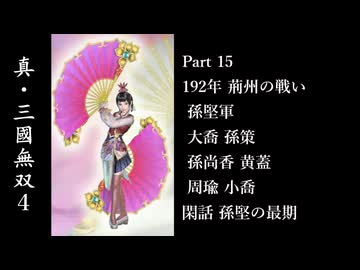 真・三國無双4
Part 15
192年 荊州の戦い
孫堅軍
大喬 孫策
孫尚香 黄蓋
周瑜 小喬
閑話 孫堅の最期